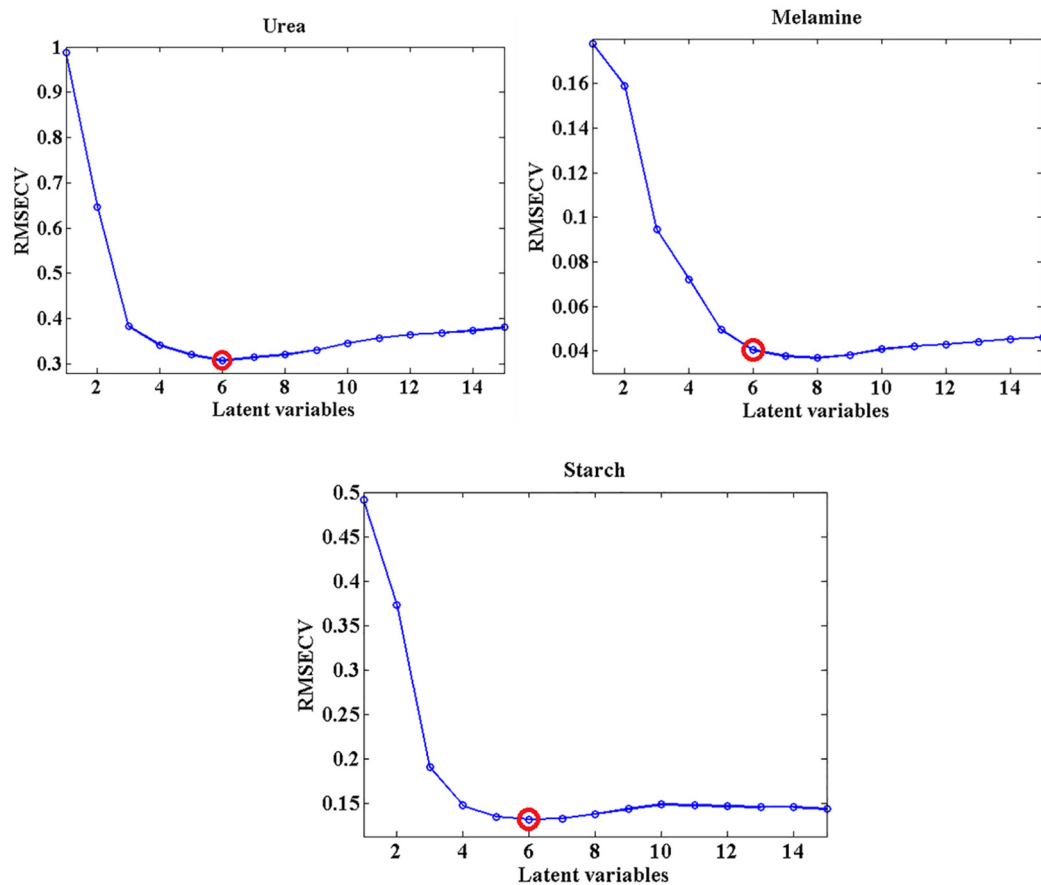 Urea
1
0.9
0.8
0.7
0.6
0.5
0.4
0.3
RMSECV
2 4 6 8 10 12 14
Latent variables
Melamine
0.16
0.14
0.12
0.1
0.08
0.06
0.04
RMSECV
2 4 6 8 10 12 14
Latent variables
Starch
0.5
0.45
0.4
0.35
0.3
0.25
0.2
0.15
RMSECV
2 4 6 8 10 12 14
Latent variables